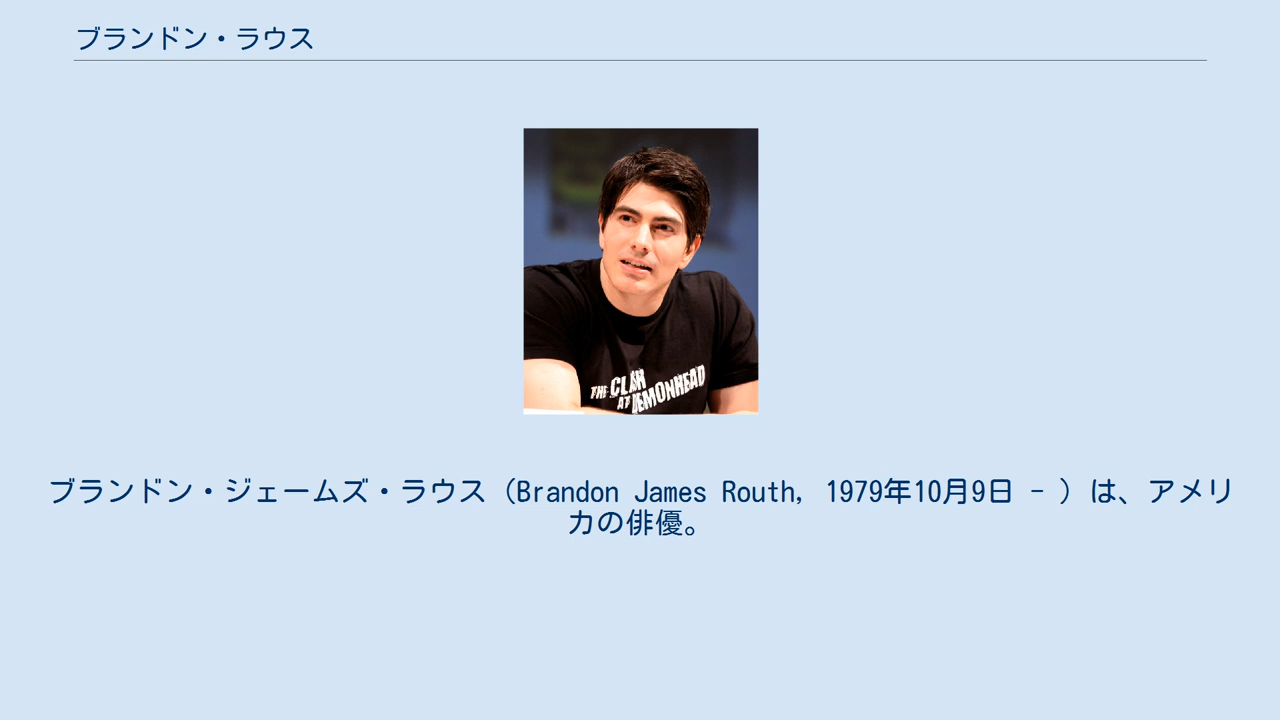 ブランドン・ラウス
THE CLASH
AT DEMONHEAD
ブランドン・ジェームズ・ラウス（Brandon James Routh, 1979年10月9日 - ）は、アメリ
カの俳優。